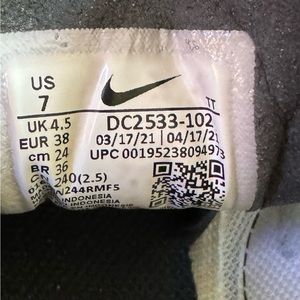 US
7
TT
UK 4.5
EUR 38
cm 24
BR 36
240(2.5)
DC2533-102
03/17/21 | 04/17/21
UPC 00195238094973
INDONESIA